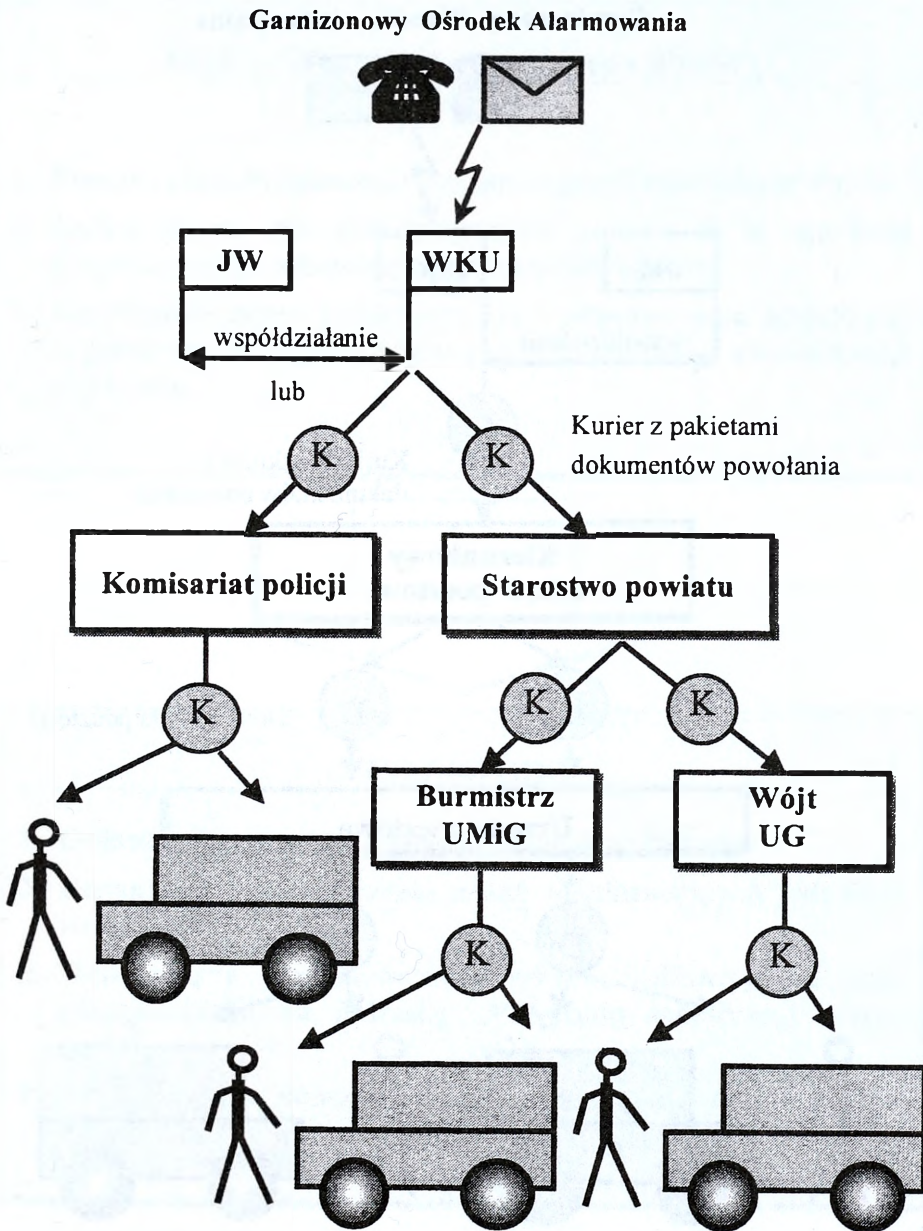 Garnizonowy Ośrodek Alarmowania
JW
WKU
współdziałanie
lub
K
K
Kurier z pakietami
dokumentów powołania
Komisariat policji
Starostwo powiatu
K
K
K
Burmistrz
UMiG
Wójt
UG
K
K